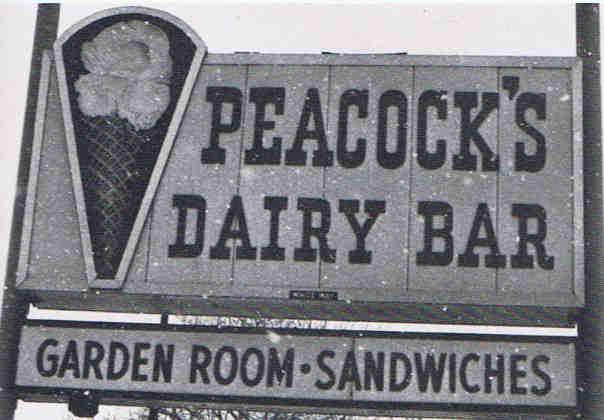 PEACOCK'S
DAIRY BAR
GARDEN ROOM • SANDWICHES